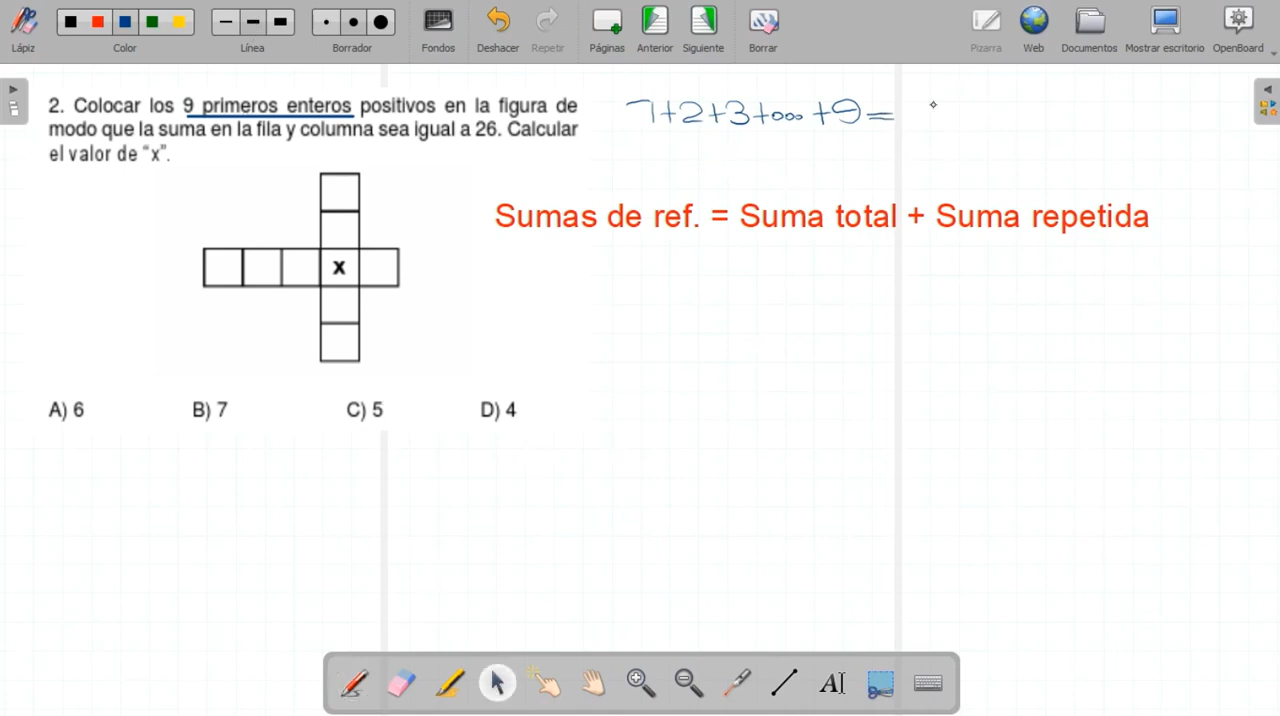 Lápiz
Color
Línea
Borrador
Fondos
Deshacer
Repetir
Páginas
Anterior
Siguiente
Borrar
Pizarra
Web
Documentos
Mostrar escritorio
OpenBoard
2. Colocar los 9 primeros enteros positivos en la figura de
modo que la suma en la fila y columna sea igual a 26. Calcular
el valor de “x”.
1+2+3+ooo+9=
Sumas de ref. = Suma total + Suma repetida
x
A) 6 B) 7 C) 5 D) 4